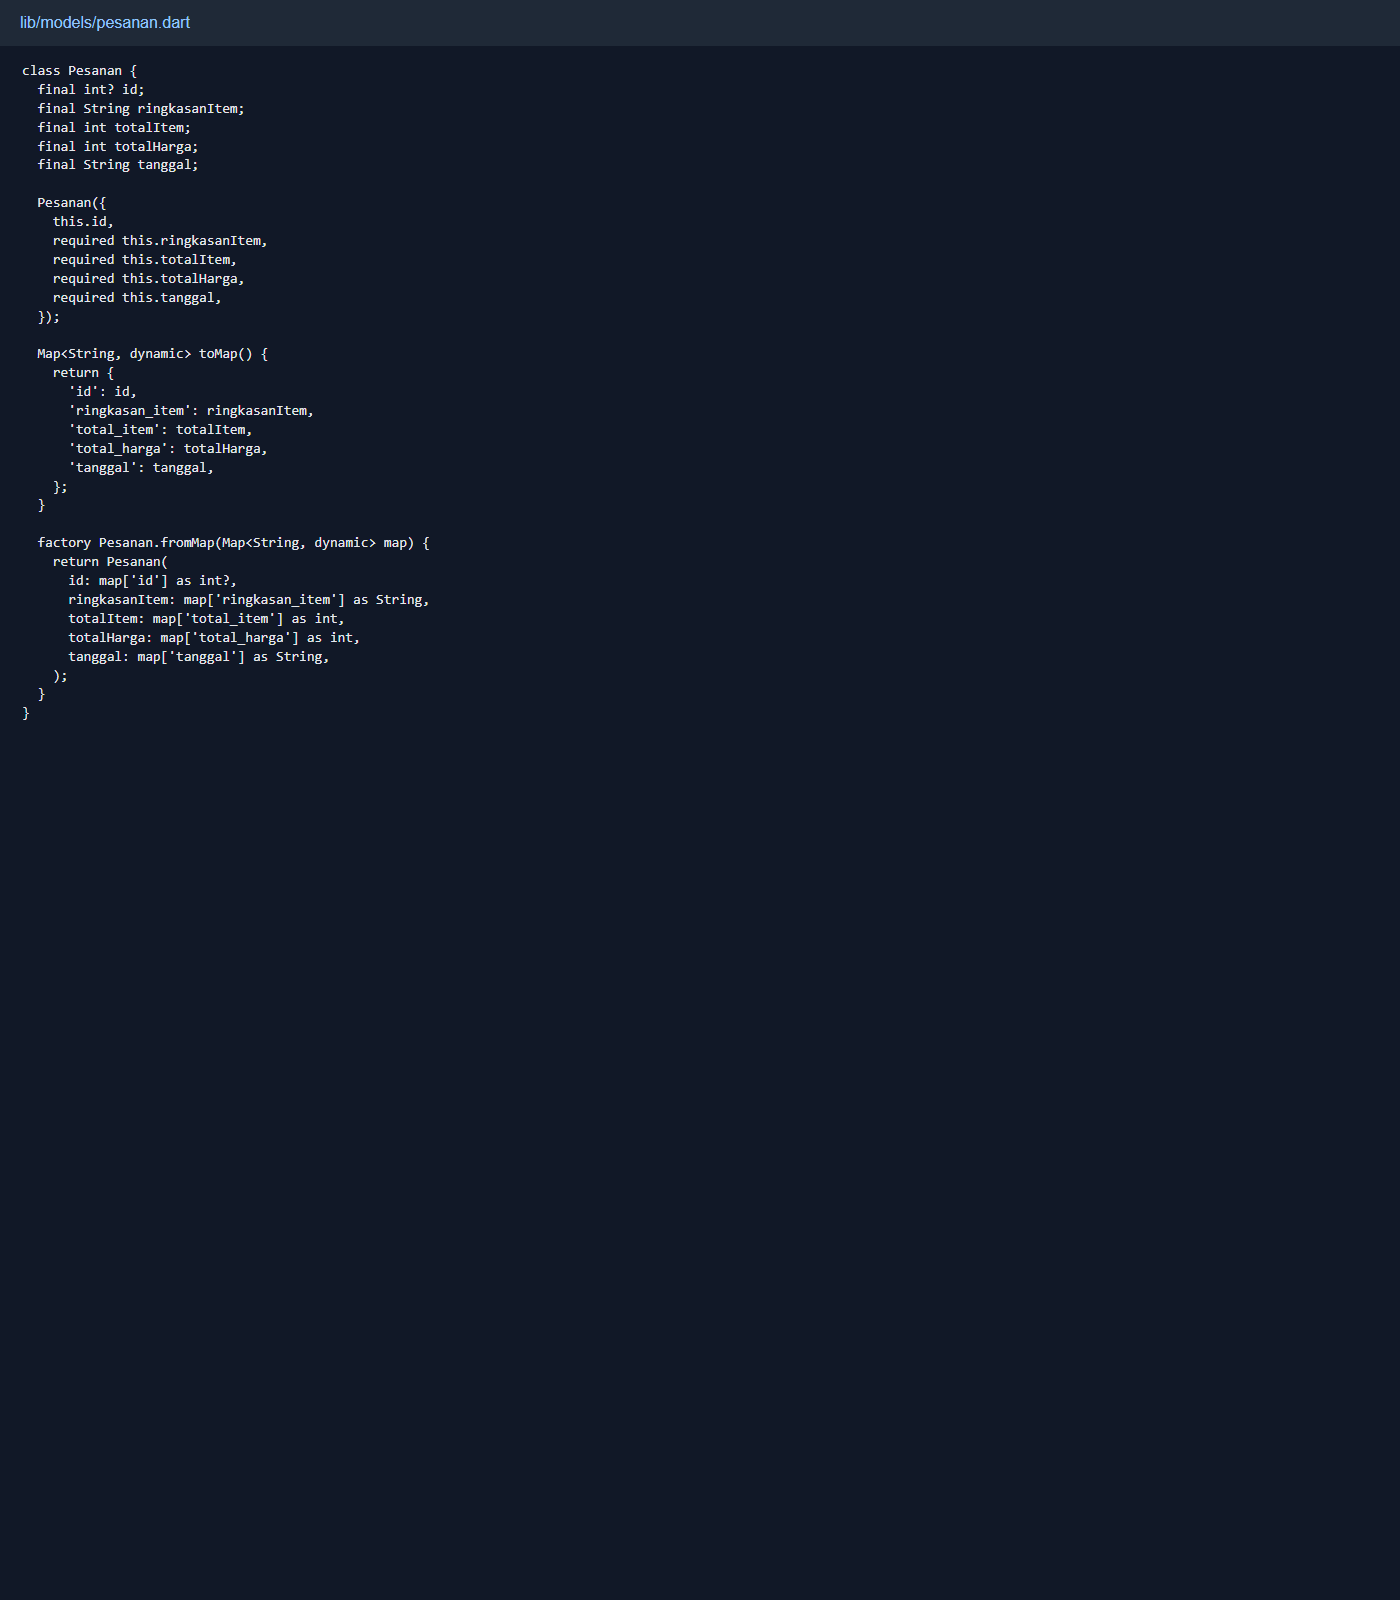 lib/models/pesanan.dart
class Pesanan {
  final int? id;
  final String ringkasanItem;
  final int totalItem;
  final int totalHarga;
  final String tanggal;

  Pesanan({
    this.id,
    required this.ringkasanItem,
    required this.totalItem,
    required this.totalHarga,
    required this.tanggal,
  });

  Map<String, dynamic> toMap() {
    return {
      'id': id,
      'ringkasan_item': ringkasanItem,
      'total_item': totalItem,
      'total_harga': totalHarga,
      'tanggal': tanggal,
    };
  }

  factory Pesanan.fromMap(Map<String, dynamic> map) {
    return Pesanan(
      id: map['id'] as int?,
      ringkasanItem: map['ringkasan_item'] as String,
      totalItem: map['total_item'] as int,
      totalHarga: map['total_harga'] as int,
      tanggal: map['tanggal'] as String,
    );
  }
}